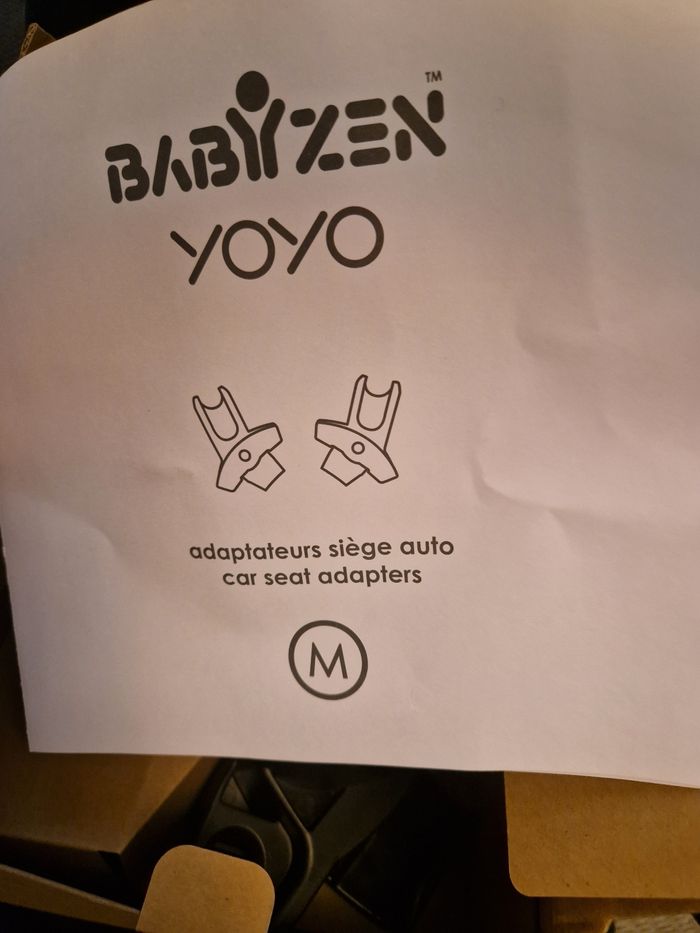 BABYZEN™
YOYO
adaptateurs siège auto
car seat adapters
M